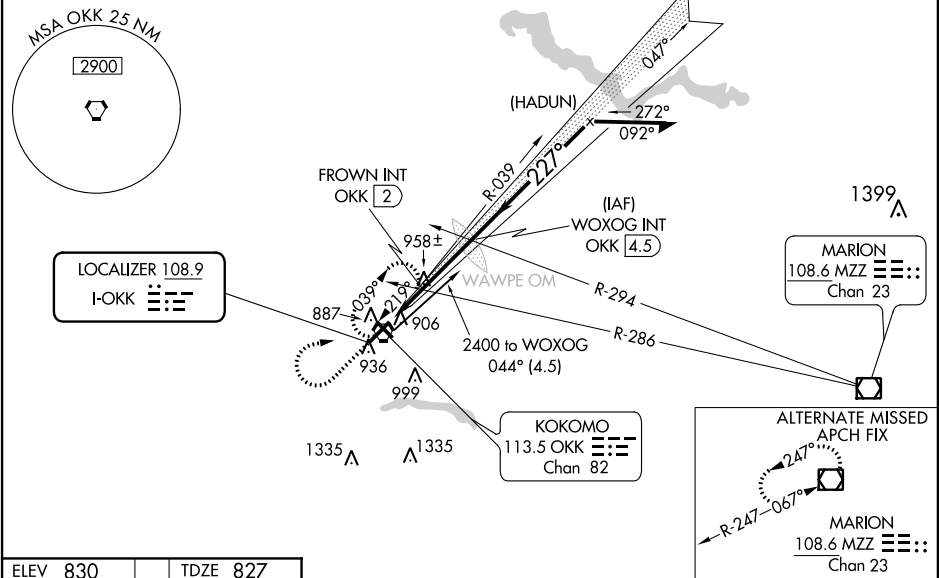 MSA OKK 25 NM
2900
(HADUN)
047°
272°
092°
R-039
227°
FROWN INT
OKK 2
(IAF)
WOXOG INT
OKK 4.5
1399
958±
WAWPE OM
LOCALIZER 108.9
I-OKK
MARION
108.6 MZZ
Chan 23
R-294
R-286
039°
219°
887
906
936
2400 to WOXOG
044° (4.5)
999
1335
1335
KOKOMO
113.5 OKK
Chan 82
ALTERNATE MISSED
APCH FIX
247°
R-247
067°
MARION
108.6 MZZ
Chan 23
ELEV 830
TDZE 827